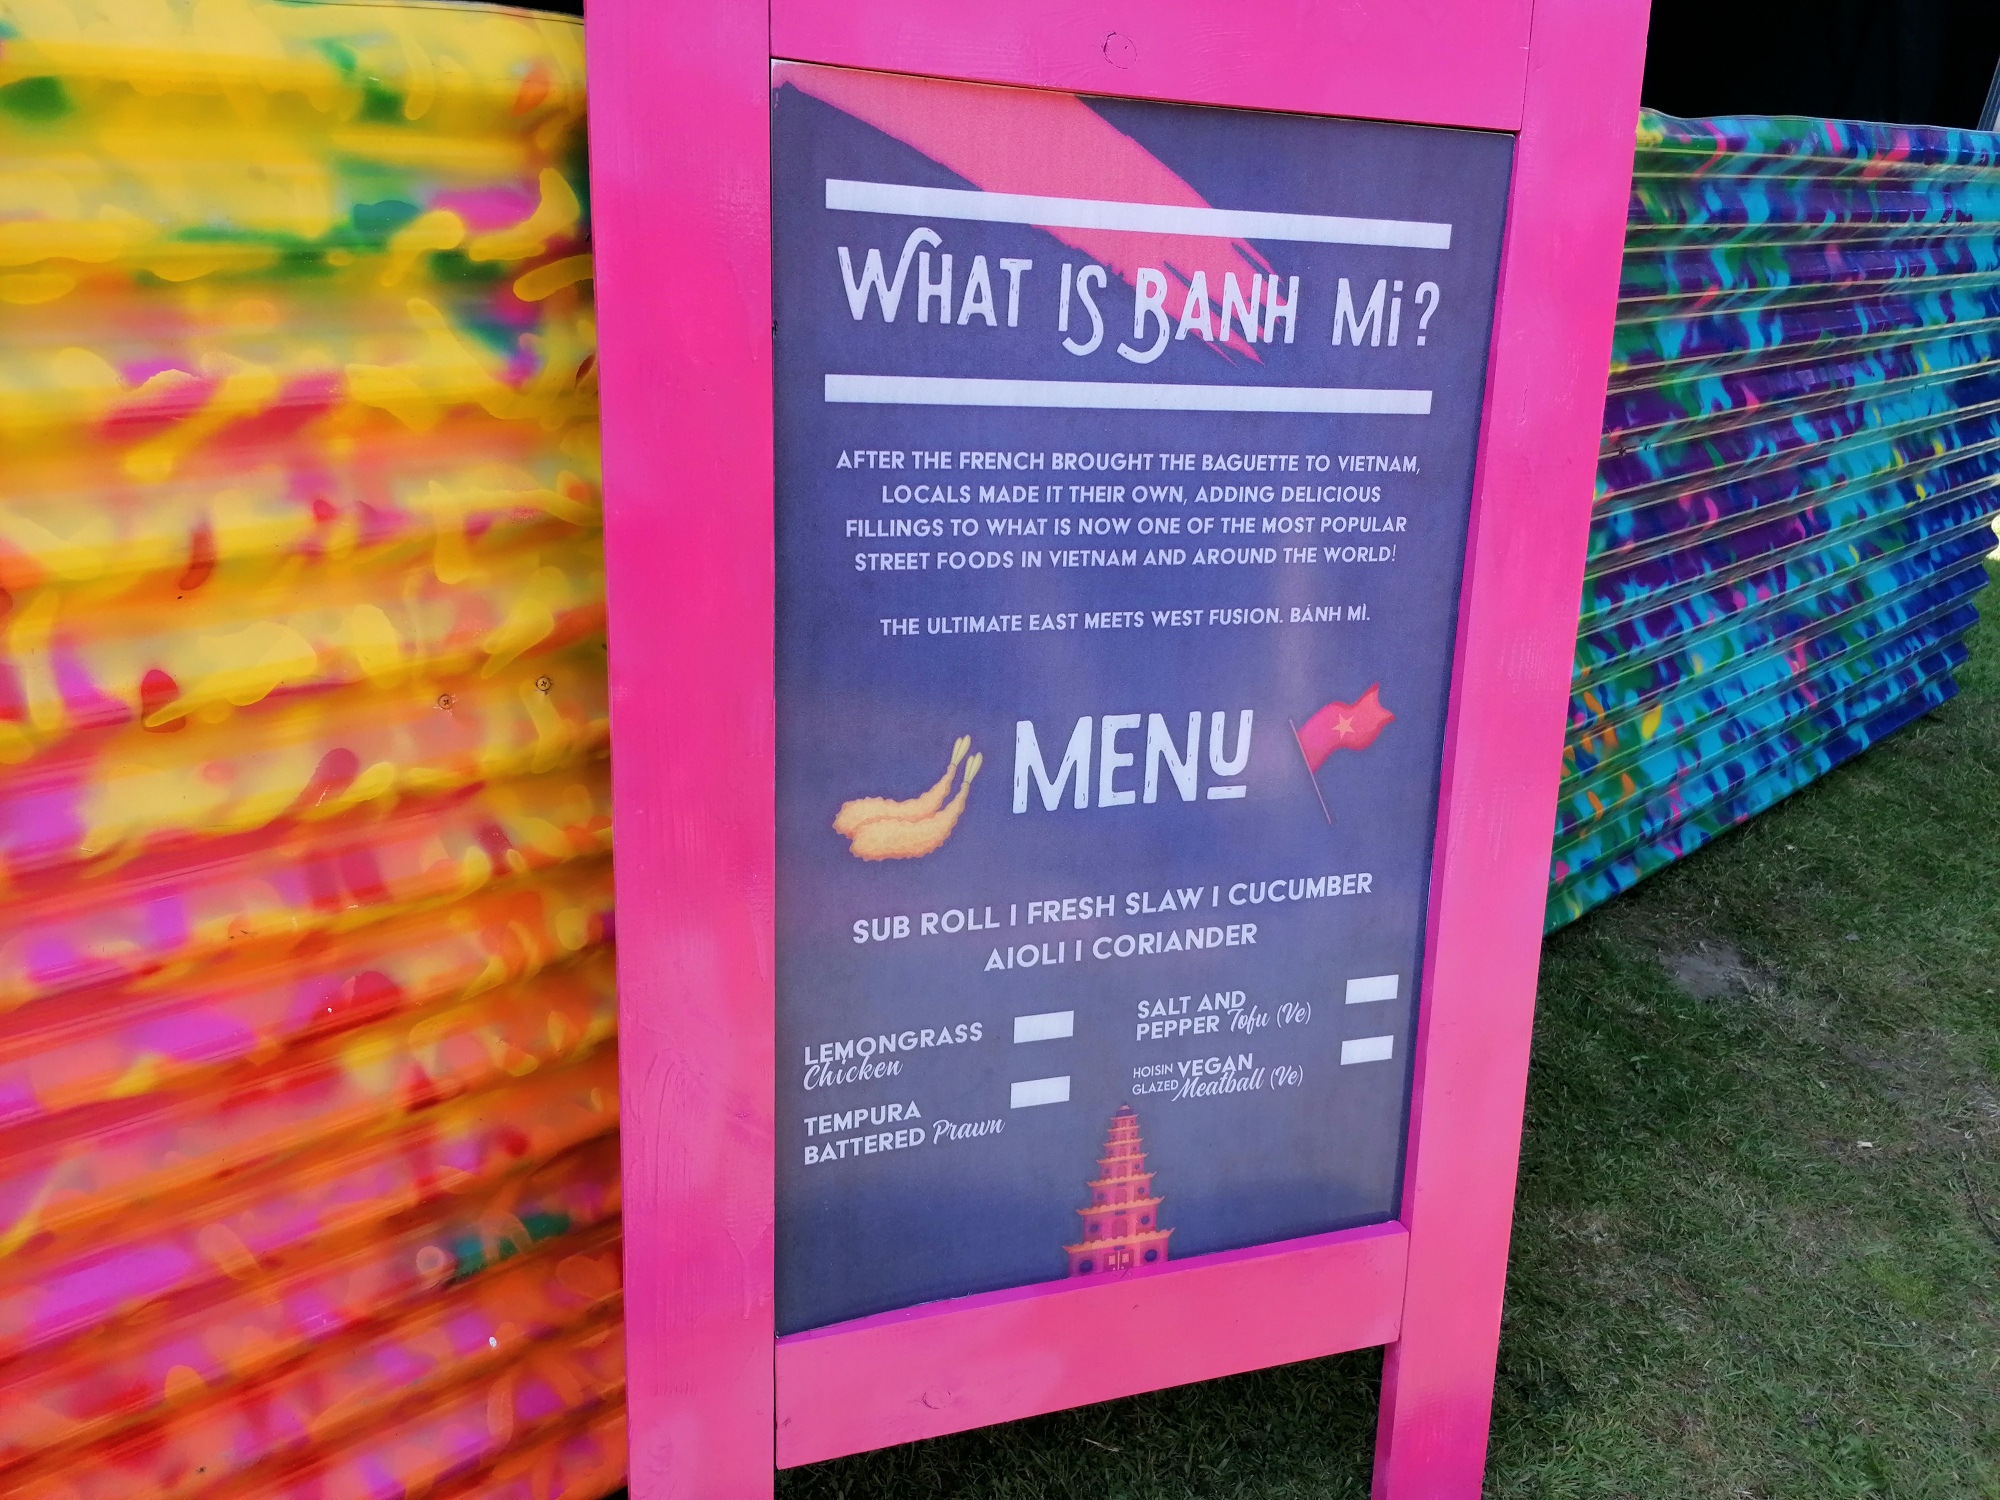 WHAT IS BANH Mi?
AFTER THE FRENCH BROUGHT THE BAGUETTE TO VIETNAM,
LOCALS MADE IT THEIR OWN, ADDING DELICIOUS
FILLINGS TO WHAT IS NOW ONE OF THE MOST POPULAR
STREET FOODS IN VIETNAM AND AROUND THE WORLD!
THE ULTIMATE EAST MEETS WEST FUSION. BÁNH MÌ.
MENU
SUB ROLL | FRESH SLAW | CUCUMBER
AIOLI | CORIANDER
LEMONGRASS
Chicken
TEMPURA
BATTERED Prawn
SALT AND
PEPPER Tofu (Ve)
HOISIN VEGAN
GLAZED Meatball (Ve)